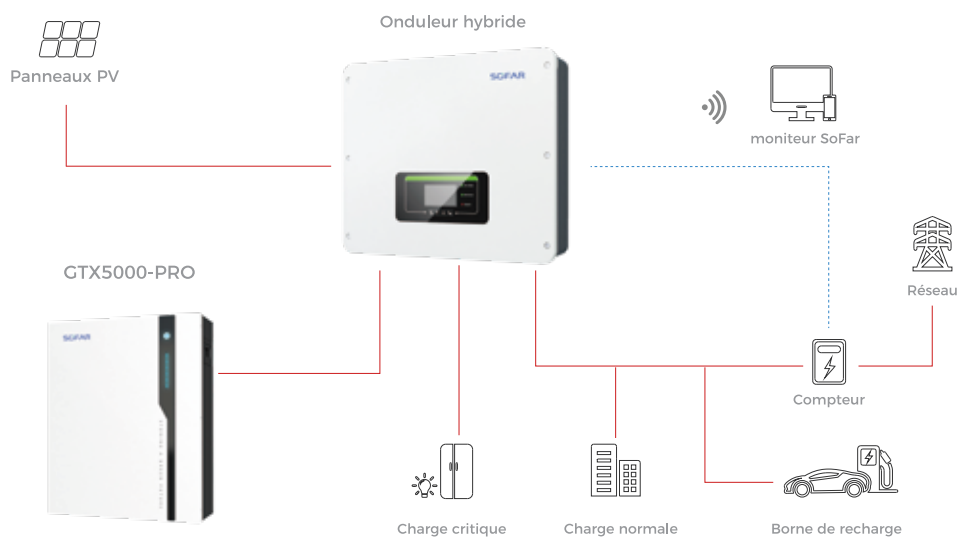 Onduleur hybride
Panneaux PV
SOFAR
moniteur SoFar
GTX5000-PRO
Réseau
SOFAR
Compteur
Charge critique
Charge normale
Borne de recharge